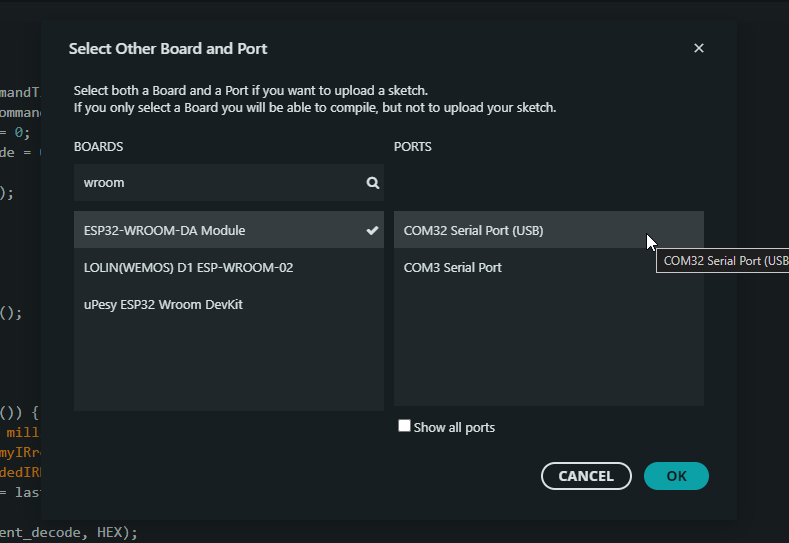 Select Other Board and Port
Select both a Board and a Port if you want to upload a sketch.
If you only select a Board you will be able to compile, but not to upload your sketch.
BOARDS
PORTS
wroom
ESP32-WROOM-DA Module
LOLIN(WEMOS) D1 ESP-WROOM-02
uPesy ESP32 Wroom DevKit
COM32 Serial Port (USB)
COM3 Serial Port
COM32 Serial Port (USB
Show all ports
CANCEL
OK
mandT
ommand
= 0;
de =
);
();
()) {
mill
myIRre
dedIR
= las
ent_decode, HEX);